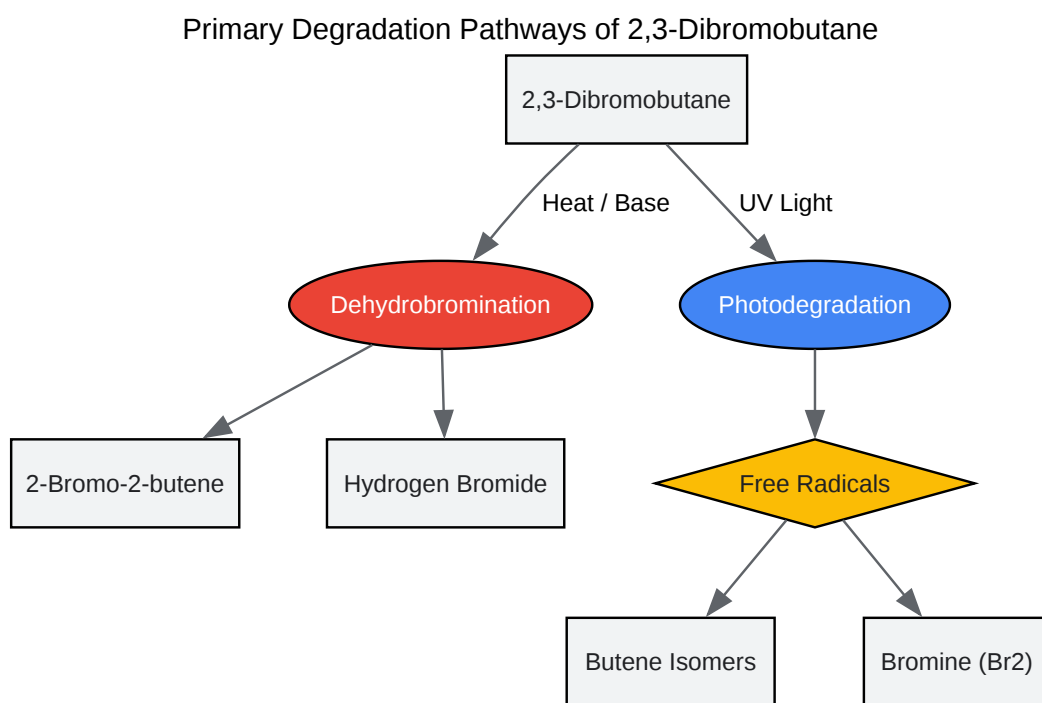 Primary Degradation Pathways of 2,3-Dibromobutane
2,3-Dibromobutane
Heat / Base
UV Light
Dehydrobromination
Photodegradation
2-Bromo-2-butene
Hydrogen Bromide
Free Radicals
Butene Isomers
Bromine (Br2)